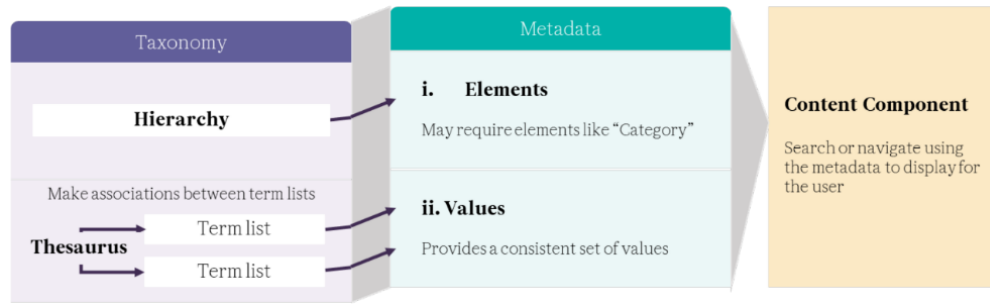 Taxonomy
Hierarchy
Make associations between term lists
Thesaurus
Term list
Term list
Metadata
i. Elements
May require elements like “Category”
ii. Values
Provides a consistent set of values
Content Component
Search or navigate using
the metadata to display for
the user